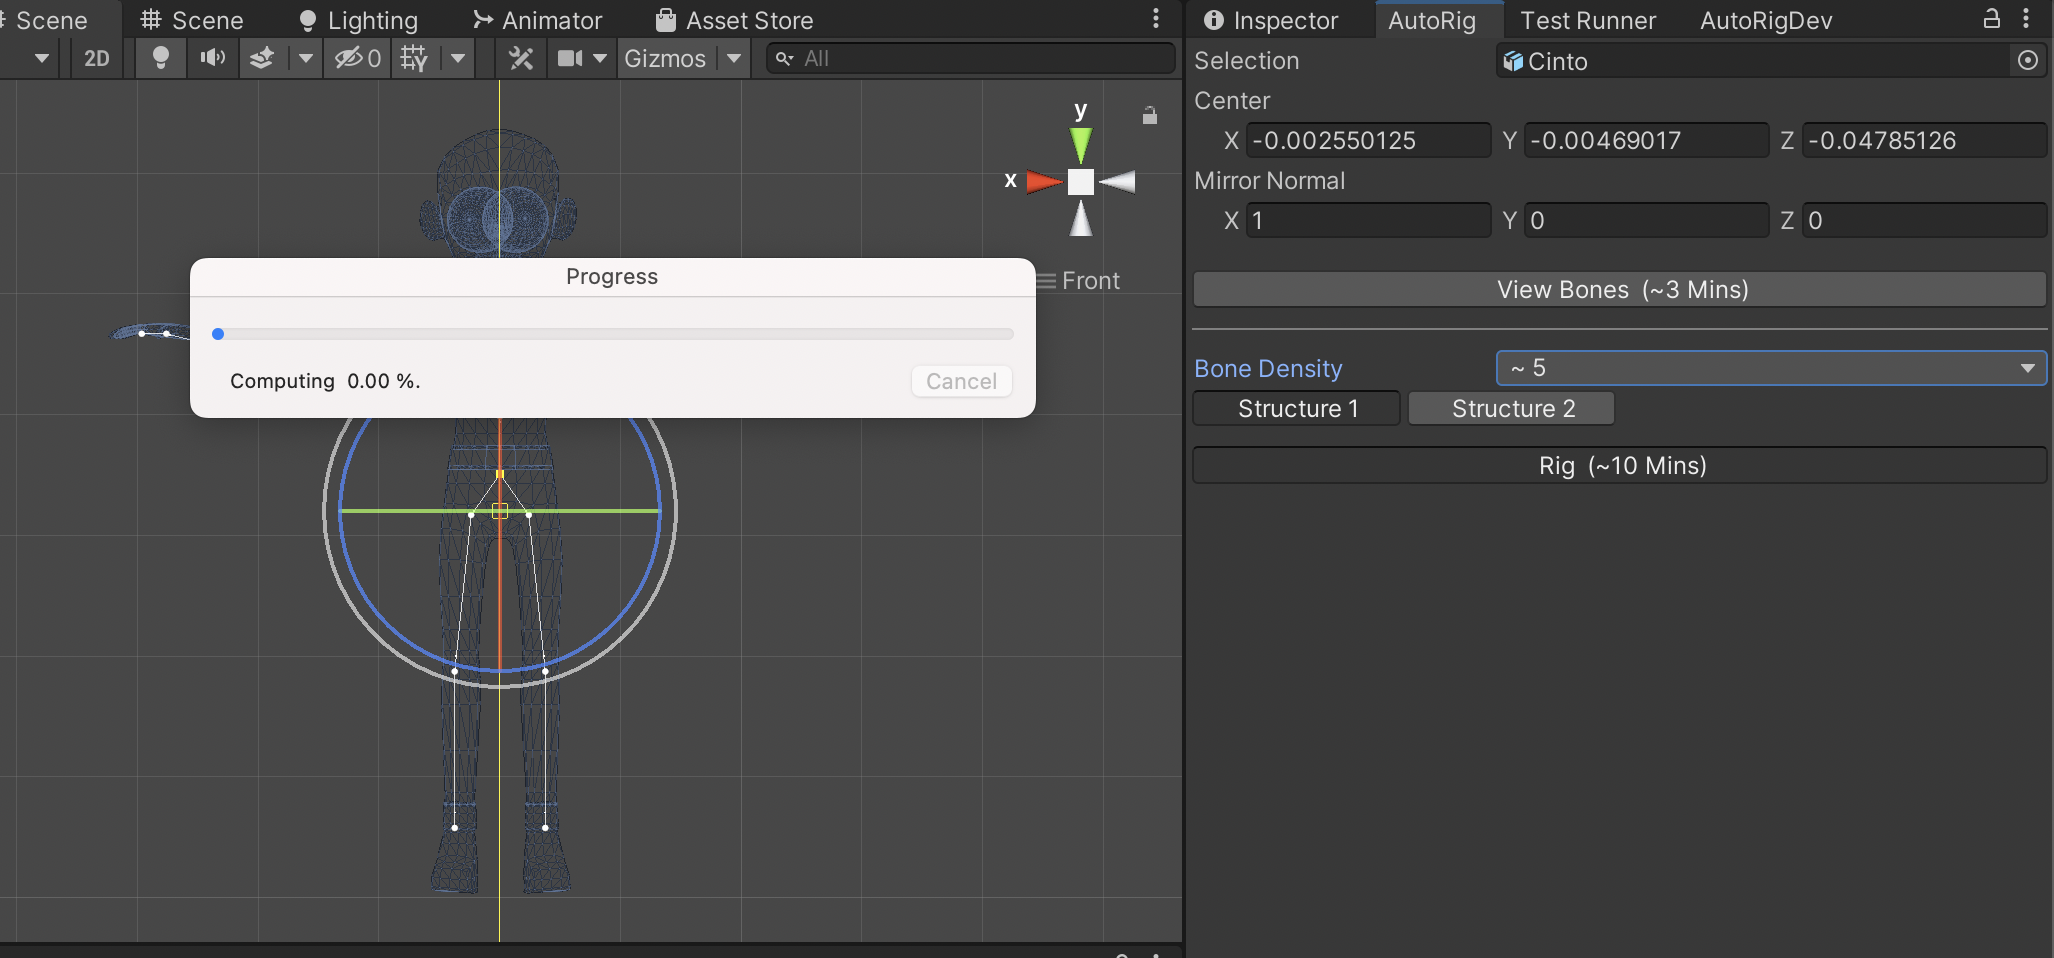 Scene
Scene
Lighting
Animator
Asset Store
2D
0
Gizmos
All
y
x
Front
Progress
Computing 0.00 %.
Cancel
Inspector
AutoRig
Test Runner
AutoRigDev
Selection
Cinto
Center
X -0.002550125 Y -0.00469017 Z -0.04785126
Mirror Normal
X 1 Y 0 Z 0
View Bones (~3 Mins)
Bone Density
~ 5
Structure 1
Structure 2
Rig (~10 Mins)